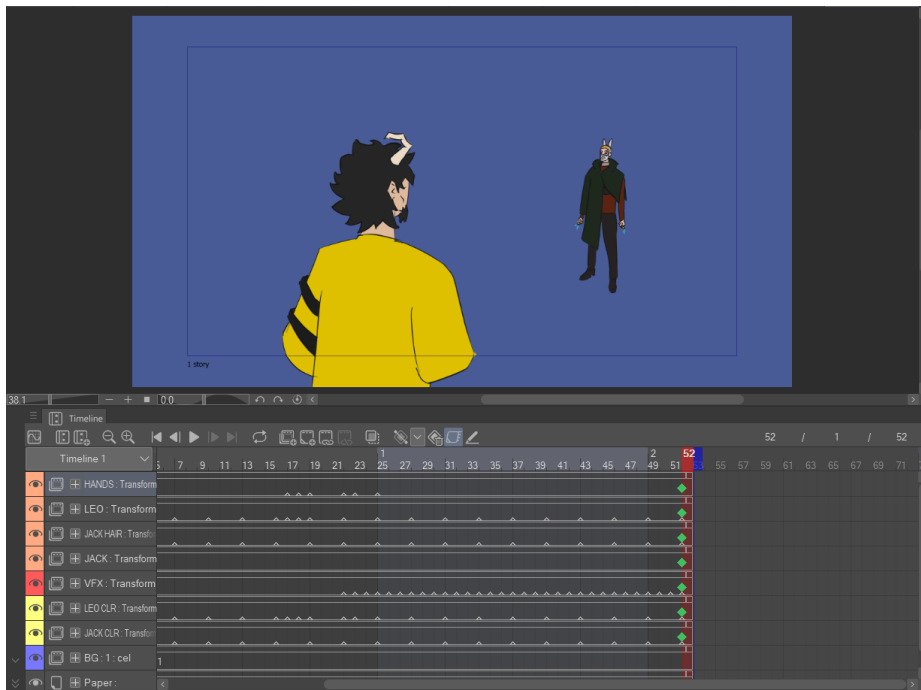 1 story
38.1
0.0
Timeline
52 / 1 / 52
Timeline 1
1 2 52
5 7 9 11 13 15 17 19 21 23 25 27 29 31 33 35 37 39 41 43 45 47 49 51 53 55 57 59 61 63 65 67 69 71
HANDS : Transform
LEO : Transform
JACK HAIR : Transfo
JACK : Transform
VFX : Transform
LEO CLR : Transform
JACK CLR : Transfor
BG : 1 : cel
1
Paper :